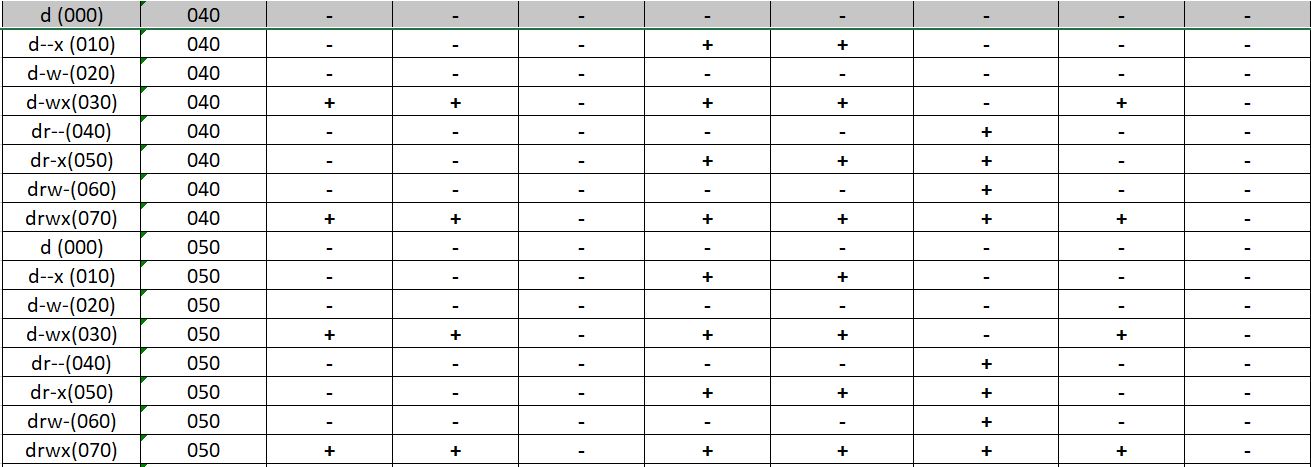 d (000) 040 - - - - - - - -
d--x (010) 040 - - - + + - - -
d-w-(020) 040 - - - - - - - -
d-wx(030) 040 + + - + + - + -
dr--(040) 040 - - - - - + - -
dr-x(050) 040 - - - + + + - -
drw-(060) 040 - - - - - + - -
drwx(070) 040 + + - + + + + -
d (000) 050 - - - - - - - -
d--x (010) 050 - - - + + - - -
d-w-(020) 050 - - - - - - - -
d-wx(030) 050 + + - + + - + -
dr--(040) 050 - - - - - + - -
dr-x(050) 050 - - - + + + - -
drw-(060) 050 - - - - - + - -
drwx(070) 050 + + - + + + + -